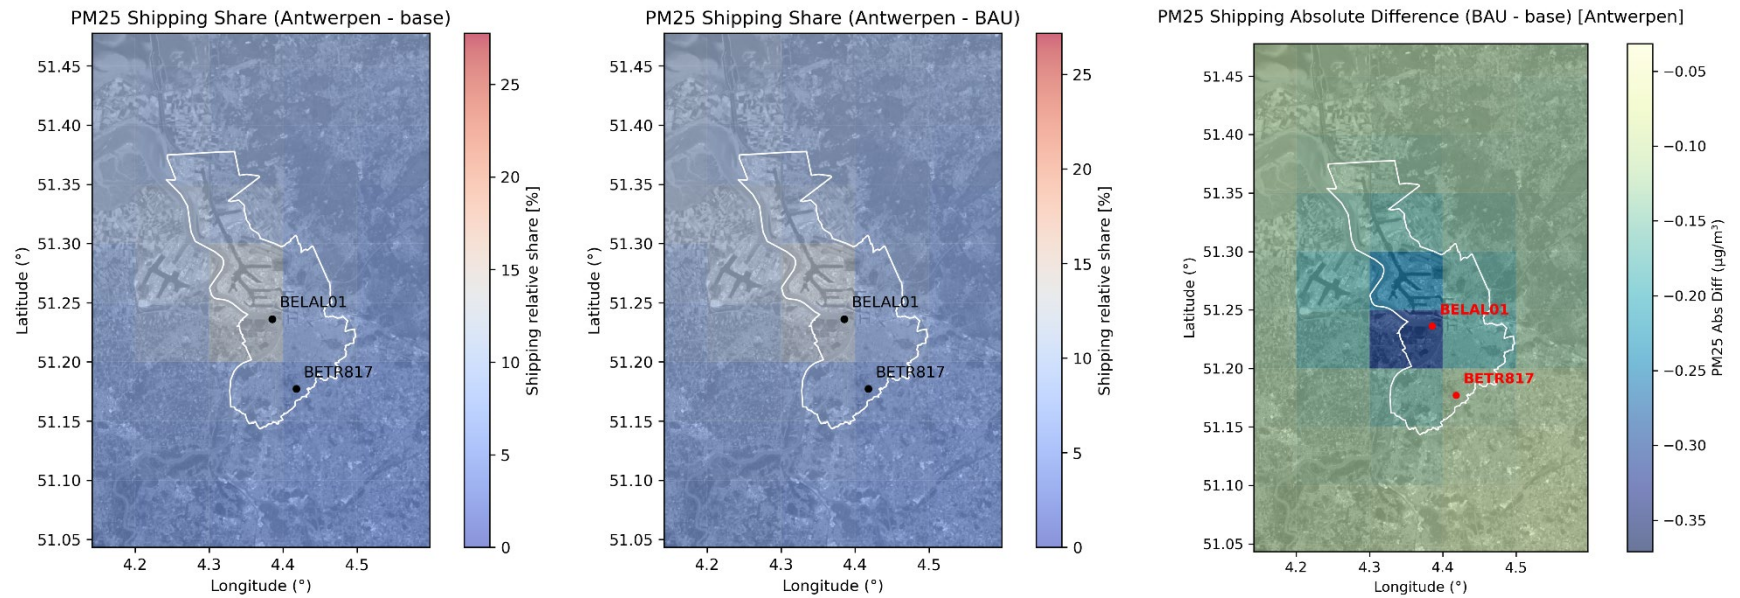 PM25 Shipping Share (Antwerpen - base)
51.45
51.40
51.35
51.30
51.25
51.20
51.15
51.10
51.05
Latitude (°)
BELAL01
BETR817
4.2 4.3 4.4 4.5
Longitude (°)
25
20
15
10
5
0
Shipping relative share [%]
PM25 Shipping Share (Antwerpen - BAU)
51.45
51.40
51.35
51.30
51.25
51.20
51.15
51.10
51.05
Latitude (°)
BELAL01
BETR817
4.2 4.3 4.4 4.5
Longitude (°)
25
20
15
10
5
0
Shipping relative share [%]
PM25 Shipping Absolute Difference (BAU - base) [Antwerpen]
51.45
51.40
51.35
51.30
51.25
51.20
51.15
51.10
51.05
Latitude (°)
BELAL01
BETR817
4.2 4.3 4.4 4.5
Longitude (°)
−0.05
−0.10
−0.15
−0.20
−0.25
−0.30
−0.35
PM25 Abs Diff (µg/m³)